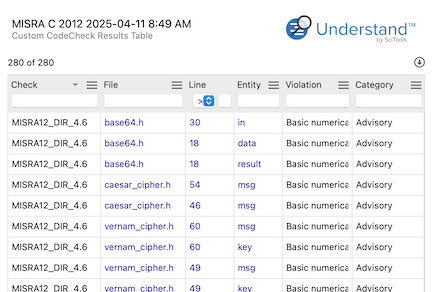 MISRA C 2012 2025-04-11 8:49 AM
Custom CodeCheck Results Table
Understand™
by SciTools
280 of 280
Check File Line Entity Violation Category
>
MISRA12_DIR_4.6 base64.h 30 in Basic numerica Advisory
MISRA12_DIR_4.6 base64.h 18 data Basic numerica Advisory
MISRA12_DIR_4.6 base64.h 18 result Basic numerica Advisory
MISRA12_DIR_4.6 caesar_cipher.h 54 msg Basic numerica Advisory
MISRA12_DIR_4.6 caesar_cipher.h 46 msg Basic numerica Advisory
MISRA12_DIR_4.6 vernam_cipher.h 60 msg Basic numerica Advisory
MISRA12_DIR_4.6 vernam_cipher.h 60 key Basic numerica Advisory
MISRA12_DIR_4.6 vernam_cipher.h 49 msg Basic numerica Advisory
MISRA12_DIR_4.6 vernam_cipher.h 49 key Basic numerica Advisory